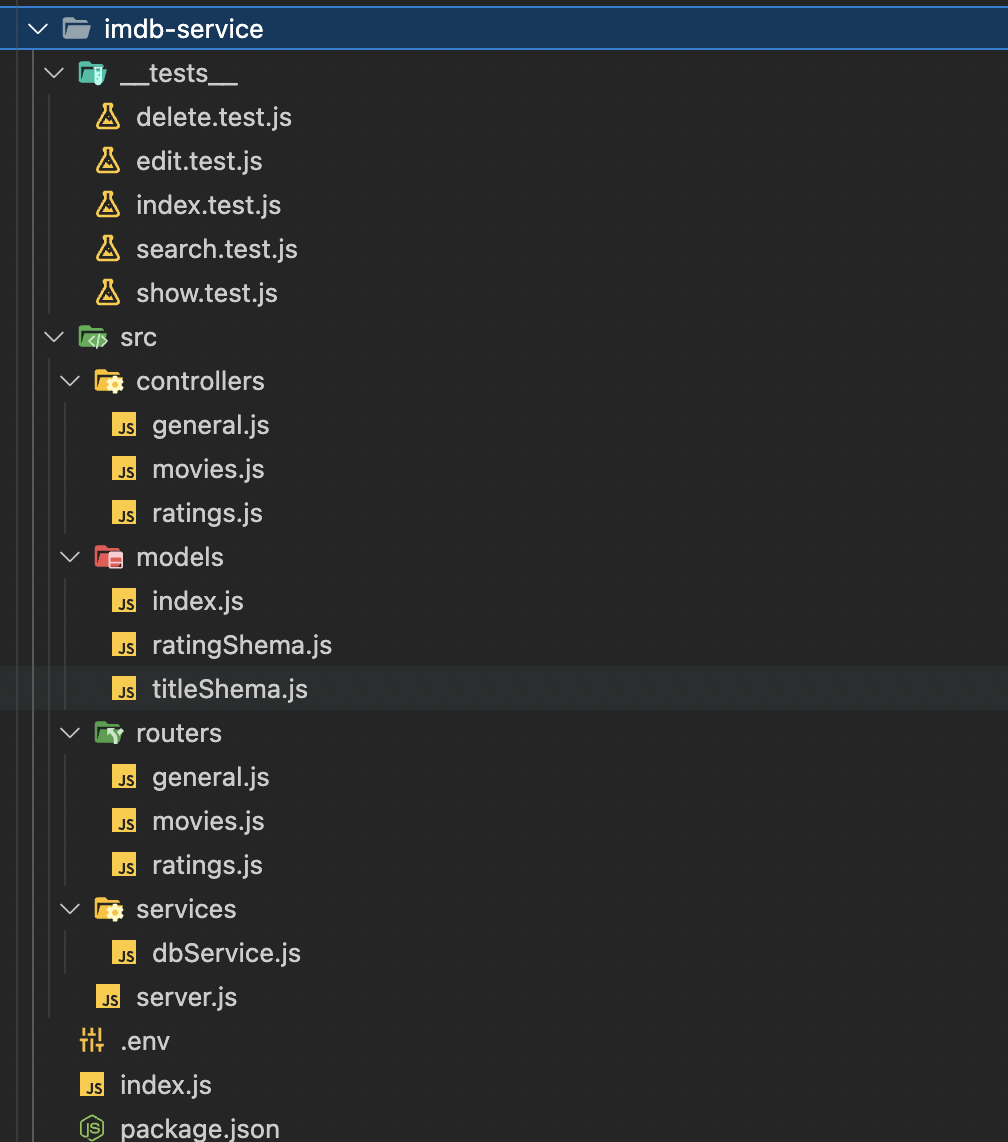 imdb-service
__tests__
delete.test.js
edit.test.js
index.test.js
search.test.js
show.test.js
src
controllers
JS general.js
JS movies.js
JS ratings.js
models
JS index.js
JS ratingShema.js
JS titleShema.js
routers
JS general.js
JS movies.js
JS ratings.js
services
JS dbService.js
JS server.js
.env
JS index.js
JS package.json